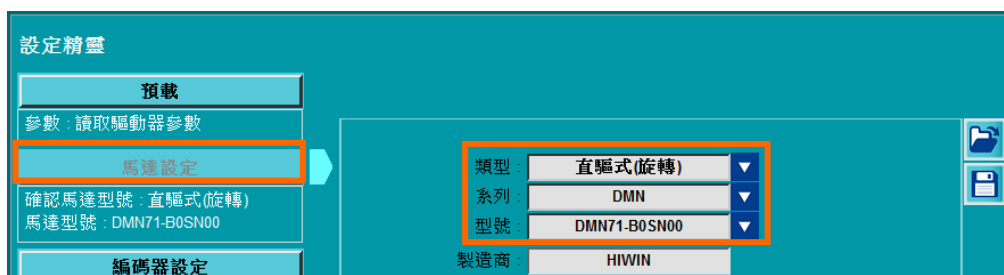 設定精靈
預載
參數 : 讀取驅動器參數
馬達設定
確認馬達型號 : 直驅式(旋轉)
馬達型號 : DMN71-B0SN00
編碼器設定
類型 : 直驅式(旋轉)
系列 : DMN
型號 : DMN71-B0SN00
製造商 : HIWIN